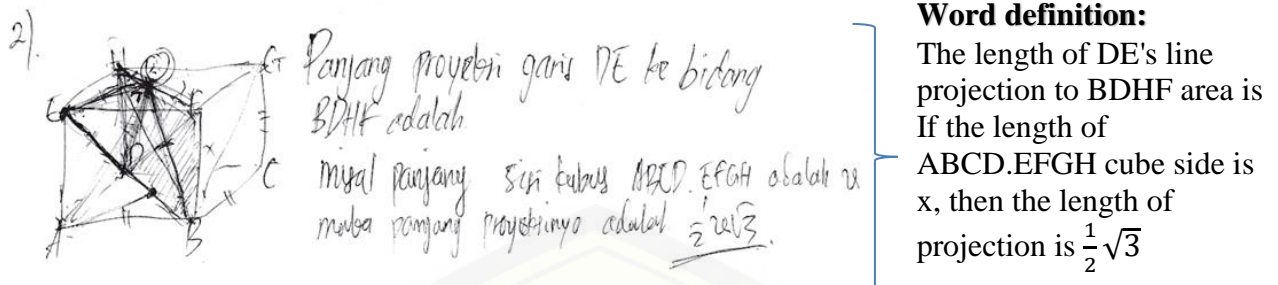 2).
Panjang proyeksi garis DE ke bidang
BDHF adalah
misal panjang sisi kubus ABCD.EFGH adalah x
maka panjang proyeksinya adalah ½x√3.
E
G
A
B
C
D
x
Word definition:
The length of DE's line
projection to BDHF area is
If the length of
ABCD.EFGH cube side is
x, then the length of
projection is ½√3